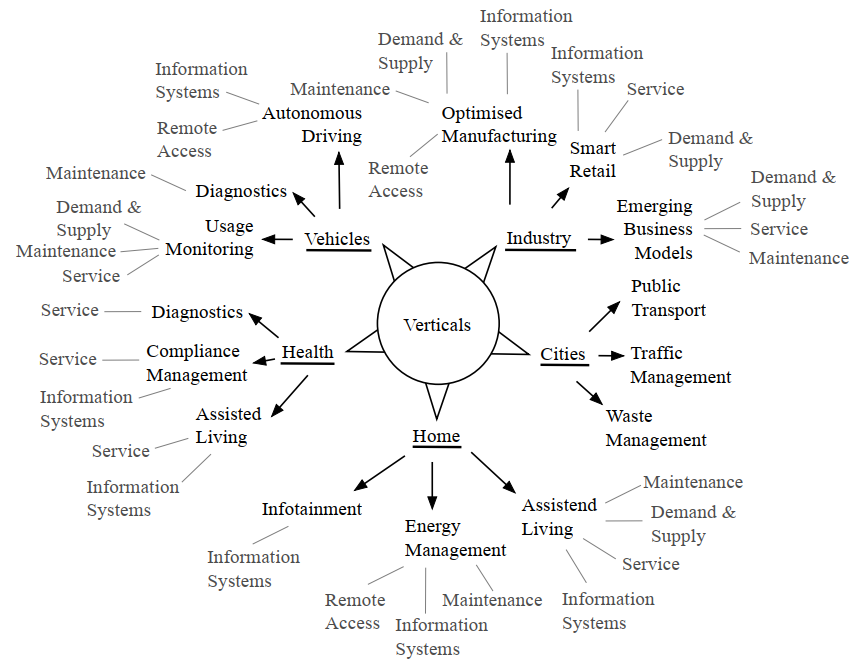 Information
Systems
Demand &
Supply
Information
Systems
Information
Systems
Maintenance
Service
Autonomous
Driving
Optimised
Manufacturing
Remote
Access
Smart
Retail
Demand &
Supply
Remote
Access
Maintenance
Diagnostics
Demand &
Supply
Emerging
Business
Models
Demand &
Supply
Usage
Monitoring
Vehicles
Industry
Service
Maintenance
Maintenance
Service
Public
Transport
Service
Diagnostics
Verticals
Health
Cities
Compliance
Management
Service
Traffic
Management
Information
Systems
Assisted
Living
Waste
Management
Home
Service
Information
Systems
Infotainment
Energy
Management
Assistend
Living
Maintenance
Demand &
Supply
Service
Information
Systems
Remote
Access
Information
Systems
Maintenance
Information
Systems